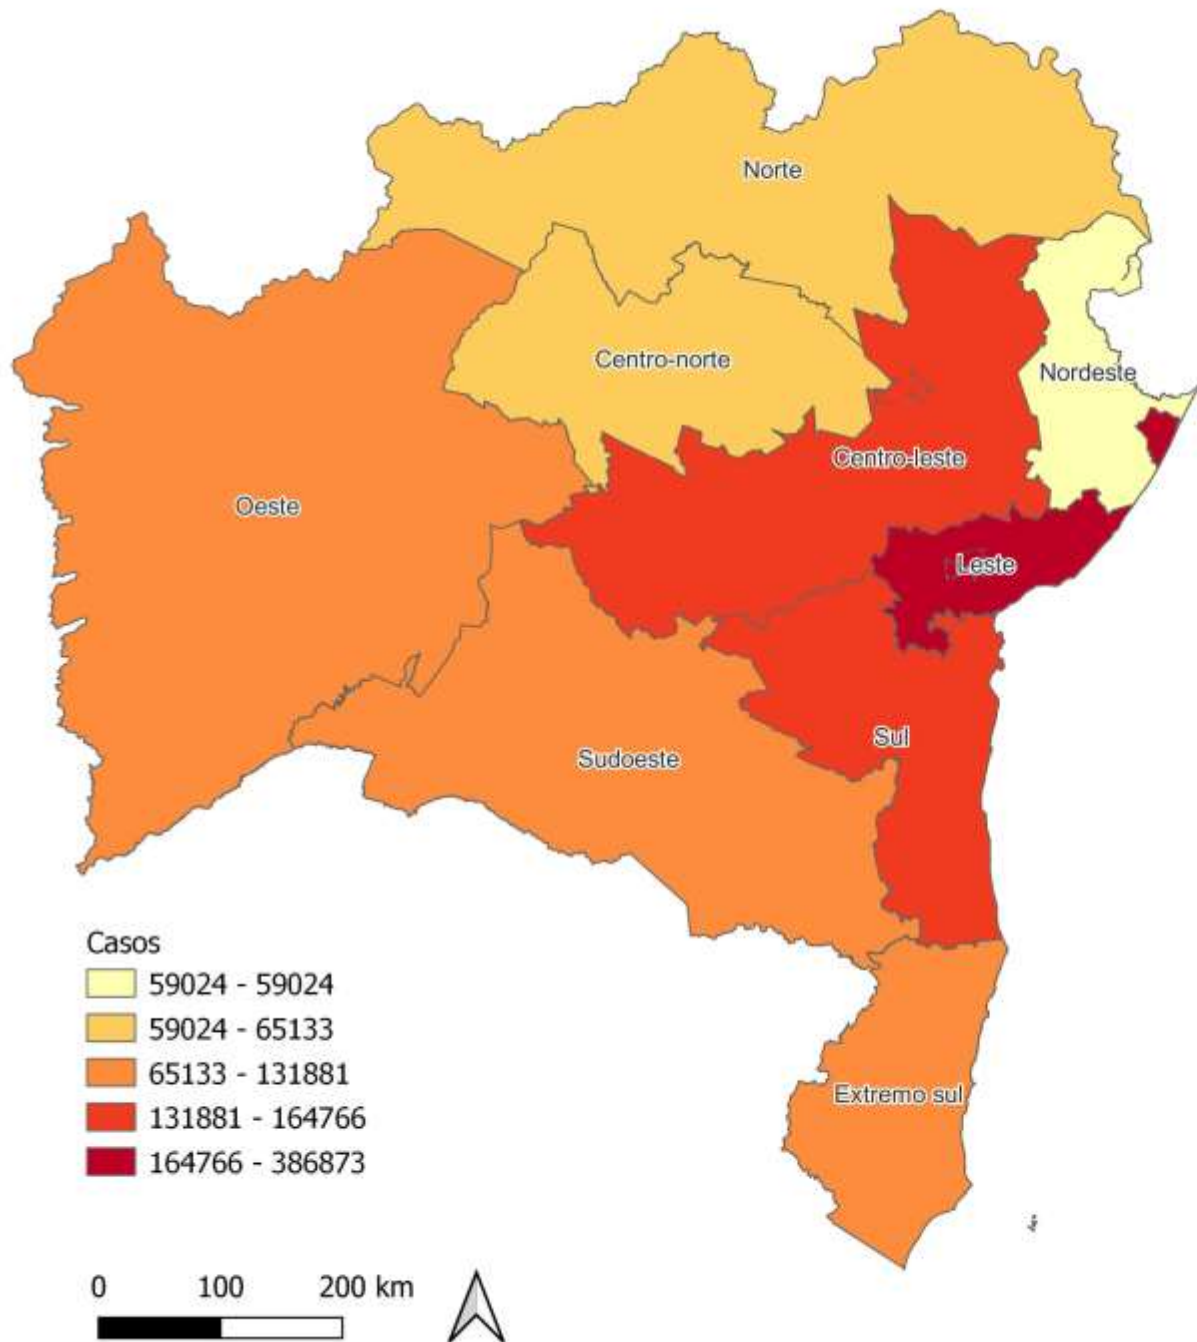 Norte
Centro-norte
Nordeste
Centro-leste
Oeste
Leste
Sul
Sudoeste
Extremo sul
Casos
59024 - 59024
59024 - 65133
65133 - 131881
131881 - 164766
164766 - 386873
0 100 200 km